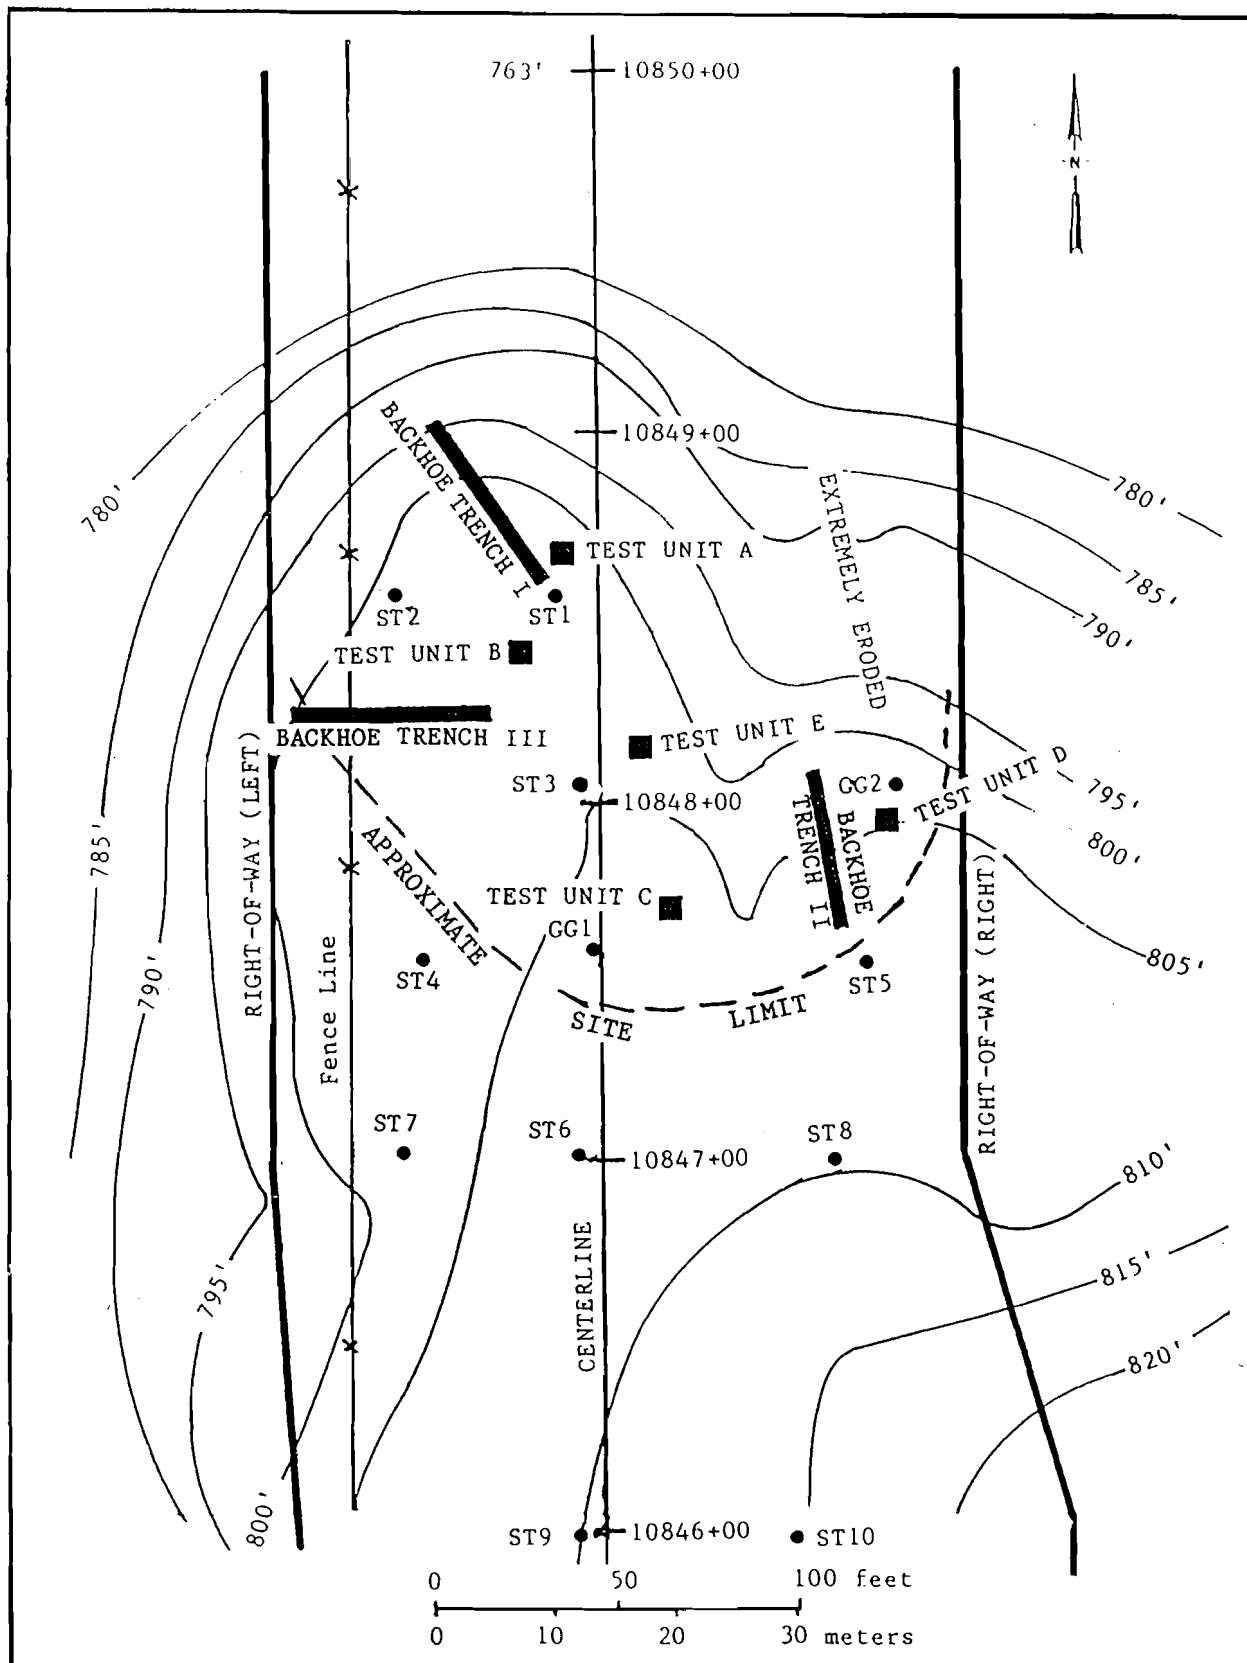 763'
10850+00
N
10849+00
BACKHOE TRENCH I
780'
780'
EXTREMELY ERODED
TEST UNIT A
785'
ST2
ST1
790'
TEST UNIT B
BACKHOE TRENCH III
TEST UNIT E
TEST UNIT D
ST3
GG2
795'
10848+00
BACKHOE
TRENCH II
800'
785'
RIGHT-OF-WAY (LEFT)
APPROXIMATE
TEST UNIT C
GG1
805'
790'
Fence Line
ST4
ST5
SITE
LIMIT
RIGHT-OF-WAY (RIGHT)
ST7
ST6
ST8
10847+00
810'
795'
CENTERLINE
815'
820'
800'
ST9
10846+00
ST10
0 50 100 feet
0 10 20 30 meters